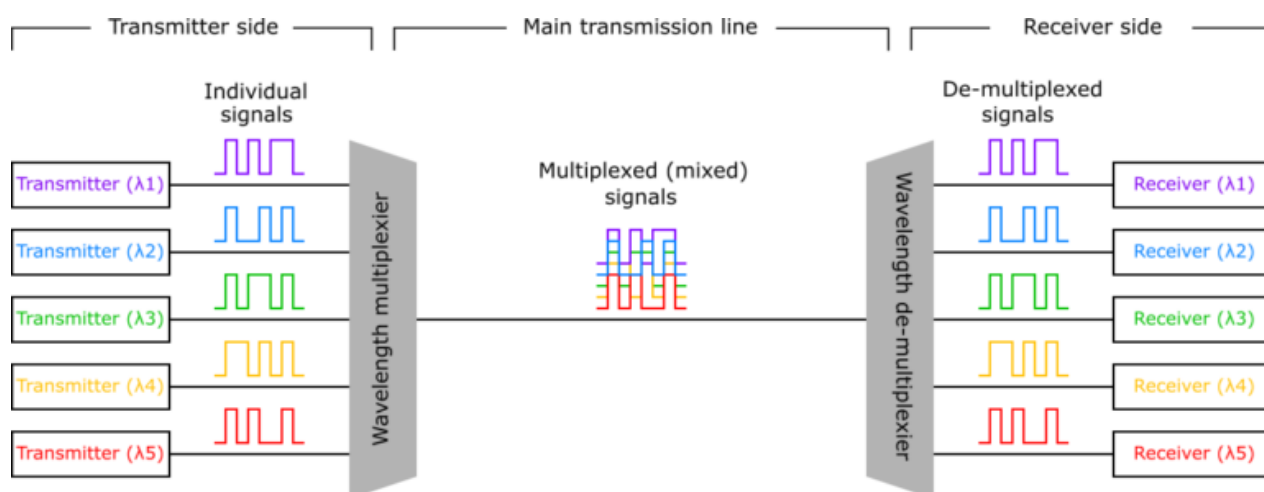 Transmitter side
Main transmission line
Receiver side
Individual
signals
De-multiplexed
signals
Multiplexed (mixed)
signals
Transmitter (λ1)
Transmitter (λ2)
Transmitter (λ3)
Transmitter (λ4)
Transmitter (λ5)
Wavelength multiplexier
Wavelength de-multiplexier
Receiver (λ1)
Receiver (λ2)
Receiver (λ3)
Receiver (λ4)
Receiver (λ5)